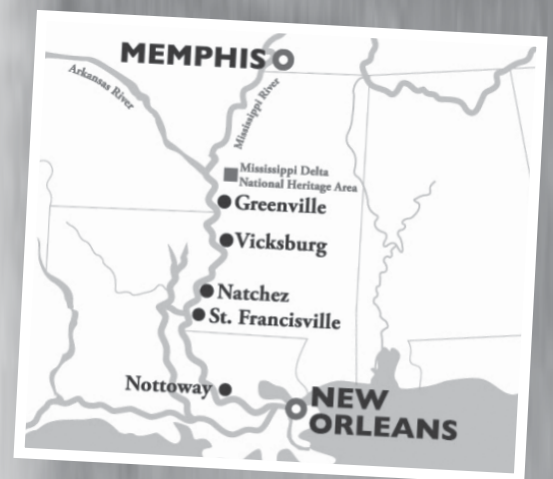 MEMPHIS
Arkansas River
Mississippi River
Mississippi Delta
National Heritage Area
Greenville
Vicksburg
Natchez
St. Francisville
Nottoway
NEW
ORLEANS